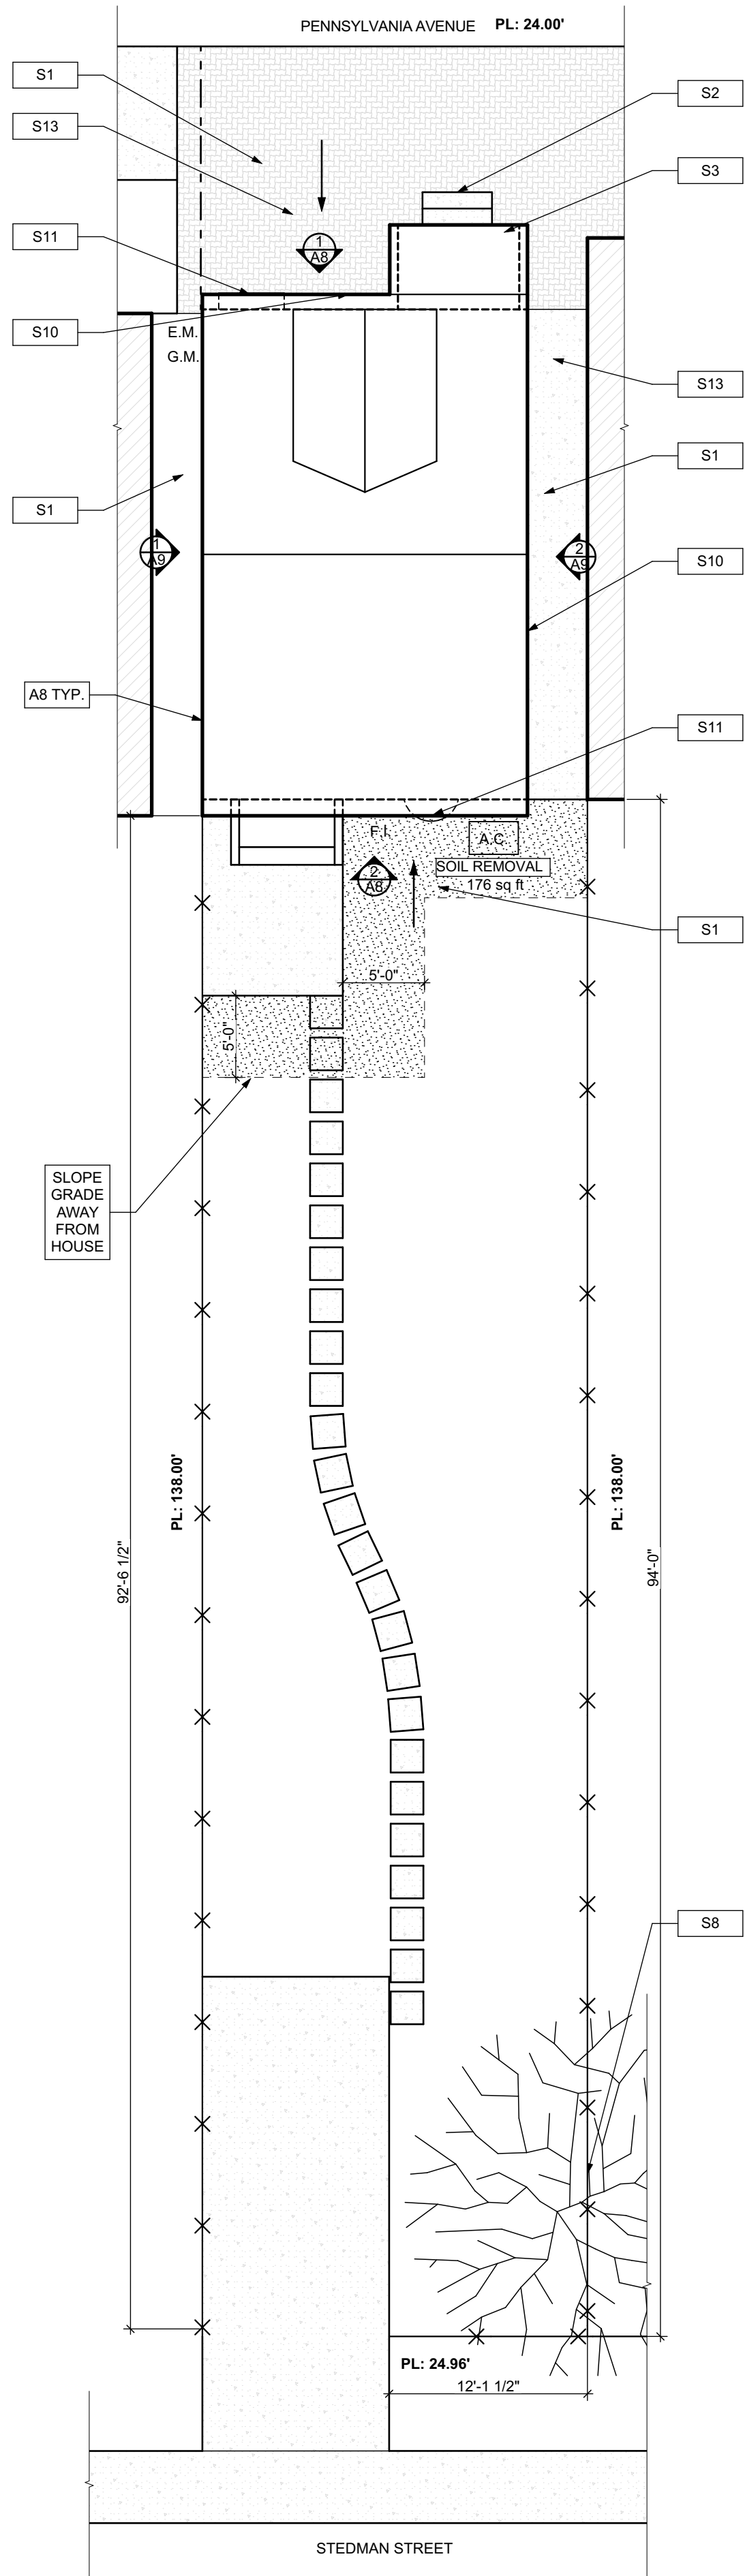 PENNSYLVANIA AVENUE PL: 24.00'
S1
S2
S13
S3
S11
1
A8
S10
E.M.
G.M.
S13
S1
S1
1
A9
2
A9
S10
A8 TYP.
S11
F.I.
A.C.
2
A8
SOIL REMOVAL
176 sq ft
S1
5'-0"
5'-0"
SLOPE
GRADE
AWAY
FROM
HOUSE
PL: 138.00'
PL: 138.00'
92'-6 1/2"
94'-0"
S8
PL: 24.96'
12'-1 1/2"
STEDMAN STREET